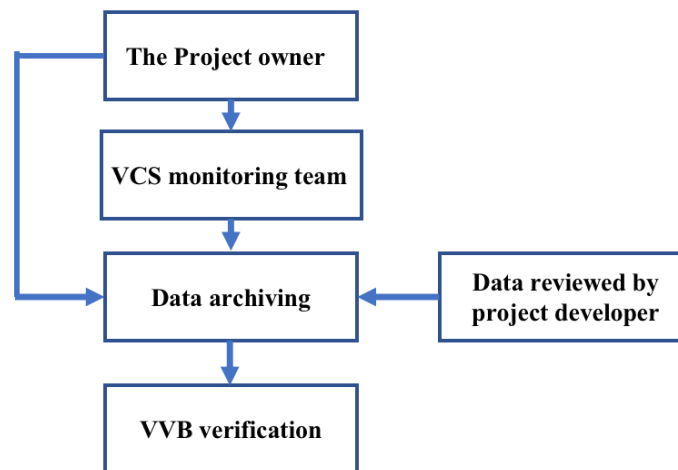 The Project owner
VCS monitoring team
Data archiving
Data reviewed by
project developer
VVB verification